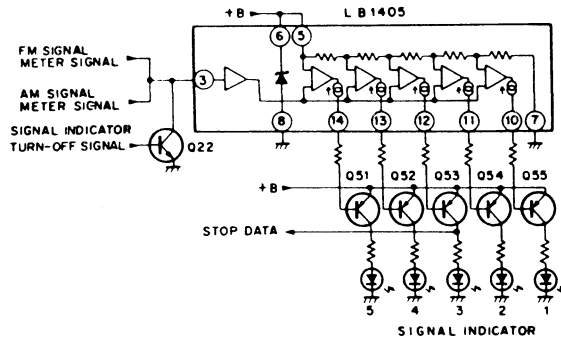 +B LB1405
6 5
FM SIGNAL
METER SIGNAL
3
AM SIGNAL
METER SIGNAL
SIGNAL INDICATOR
TURN-OFF SIGNAL
Q22
8 14 13 12 11 10 7
Q51 Q52 Q53 Q54 Q55
+B
STOP DATA
5 4 3 2 1
SIGNAL INDICATOR